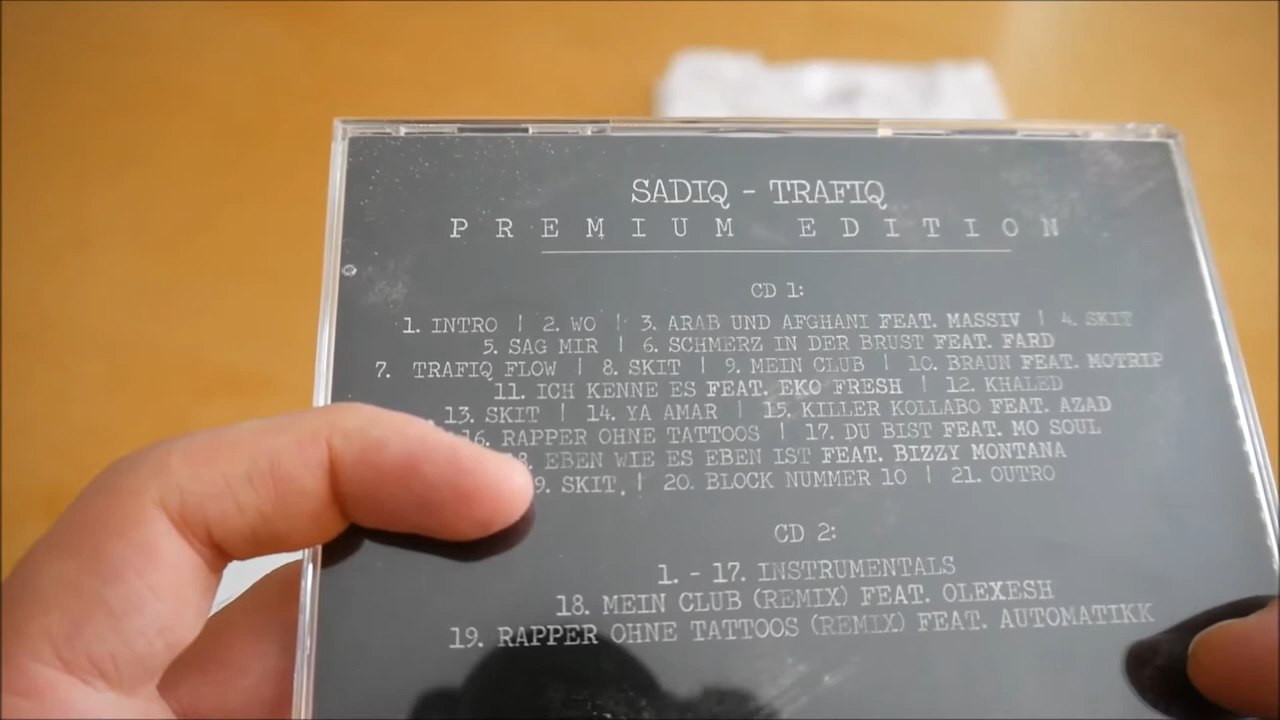 SADIQ - TRAFIQ
PREMIUM EDITION
CD 1:
1. INTRO | 2. WO | 3. ARAB UND AFGHANI FEAT. MASSIV | 4. SKIT
5. SAG MIR | 6. SCHMERZ IN DER BRUST FEAT. FARD
7. TRAFIQ FLOW | 8. SKIT | 9. MEIN CLUB | 10. BRAUN FEAT. MOTRIP
11. ICH KENNE ES FEAT. EKO FRESH | 12. KHALED
13. SKIT | 14. YA AMAR | 15. KILLER KOLLABO FEAT. AZAD
16. RAPPER OHNE TATTOOS | 17. DU BIST FEAT. MO SOUL
8. EBEN WIE ES EBEN IST FEAT. BIZZY MONTANA
9. SKIT | 20. BLOCK NUMMER 10 | 21. OUTRO
CD 2:
1. - 17. INSTRUMENTALS
18. MEIN CLUB (REMIX) FEAT. OLEXESH
19. RAPPER OHNE TATTOOS (REMIX) FEAT. AUTOMATIKK